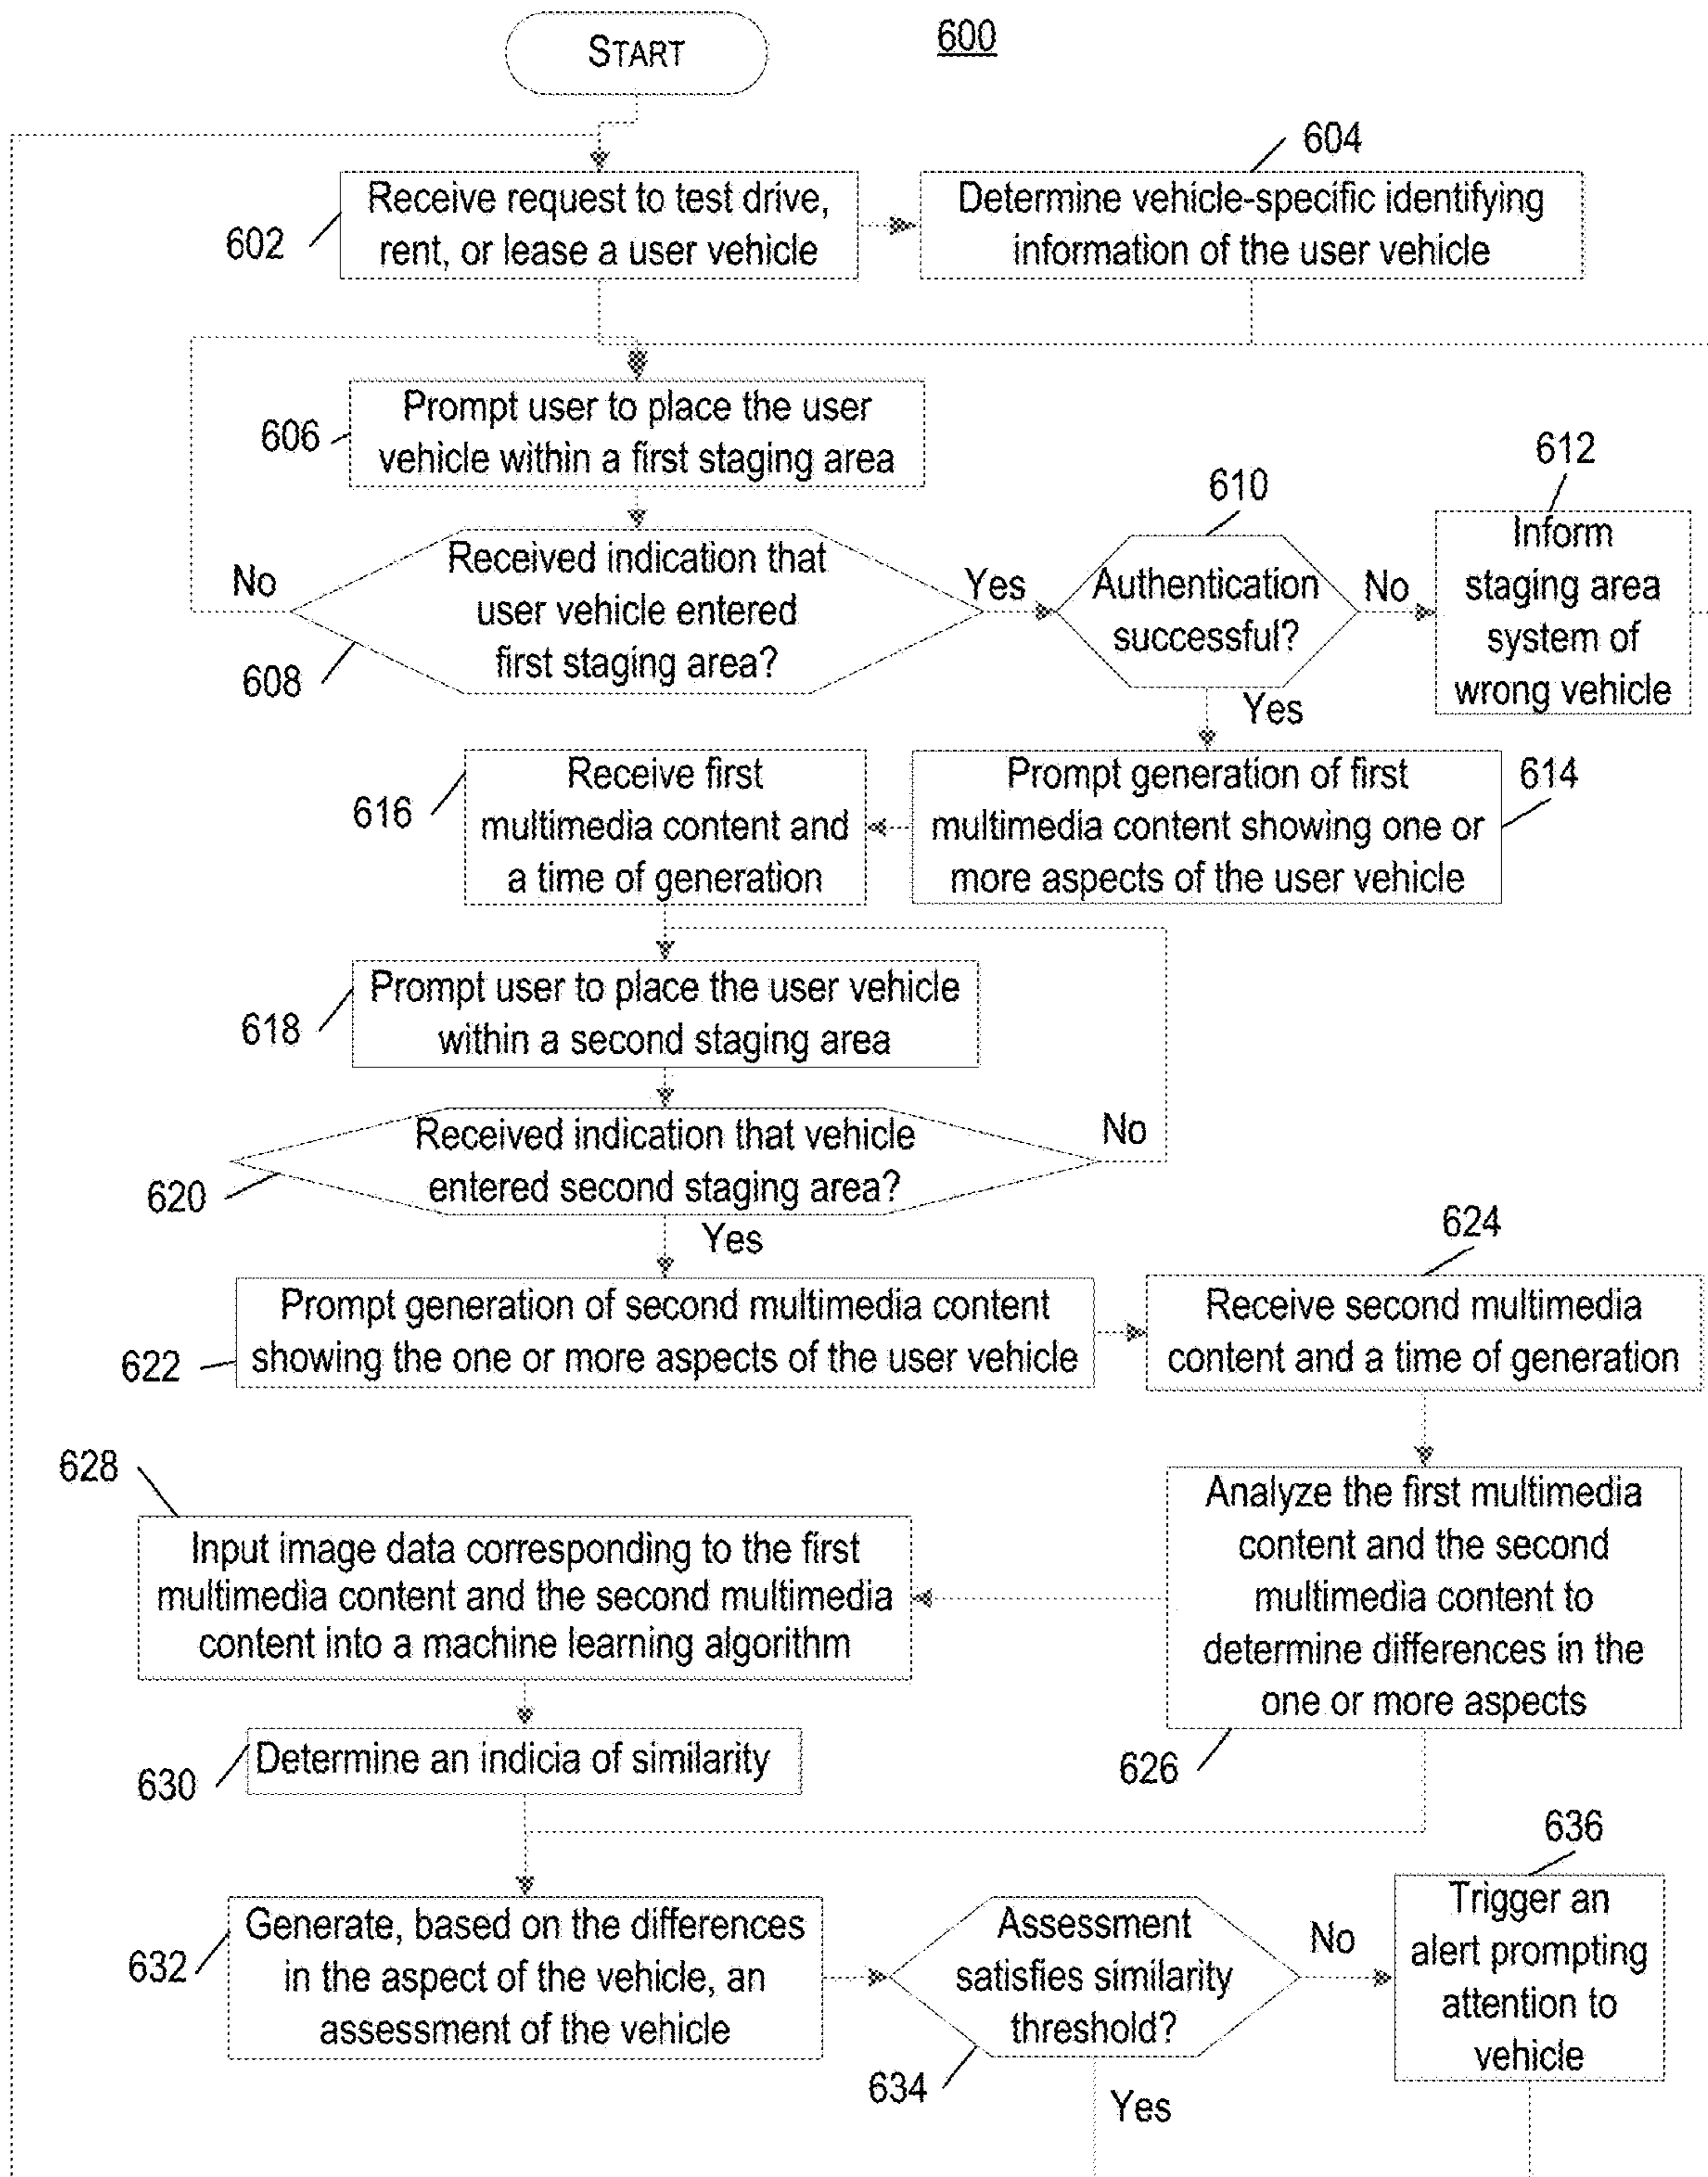 START
600
604
Receive request to test drive,
rent, or lease a user vehicle
602
Determine vehicle-specific identifying
information of the user vehicle
Prompt user to place the user
vehicle within a first staging area
606
Received indication that
user vehicle entered
first staging area?
608
No
Yes
610
Authentication
successful?
No
Yes
612
Inform
staging area
system of
wrong vehicle
Prompt generation of first
multimedia content showing one or
more aspects of the user vehicle
614
Receive first
multimedia content and
a time of generation
616
Prompt user to place the user vehicle
within a second staging area
618
Received indication that vehicle
entered second staging area?
620
No
Yes
Prompt generation of second multimedia content
showing the one or more aspects of the user vehicle
622
624
Receive second multimedia
content and a time of generation
Analyze the first multimedia
content and the second
multimedia content to
determine differences in the
one or more aspects
626
628
Input image data corresponding to the first
multimedia content and the second multimedia
content into a machine learning algorithm
Determine an indicia of similarity
630
Generate, based on the differences
in the aspect of the vehicle, an
assessment of the vehicle
632
Assessment
satisfies similarity
threshold?
634
No
Yes
636
Trigger an
alert prompting
attention to
vehicle